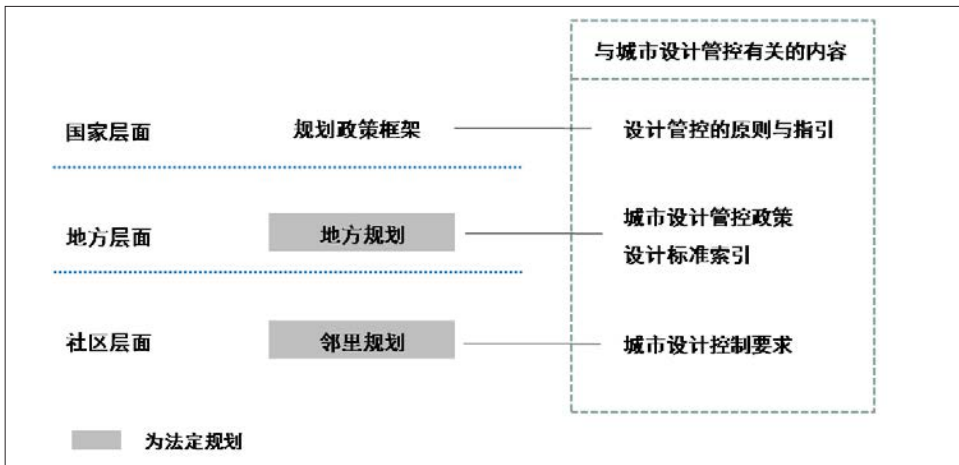 与城市设计管控有关的内容
国家层面 规划政策框架 设计管控的原则与指引
地方层面 地方规划 城市设计管控政策
设计标准索引
社区层面 邻里规划 城市设计控制要求
为法定规划